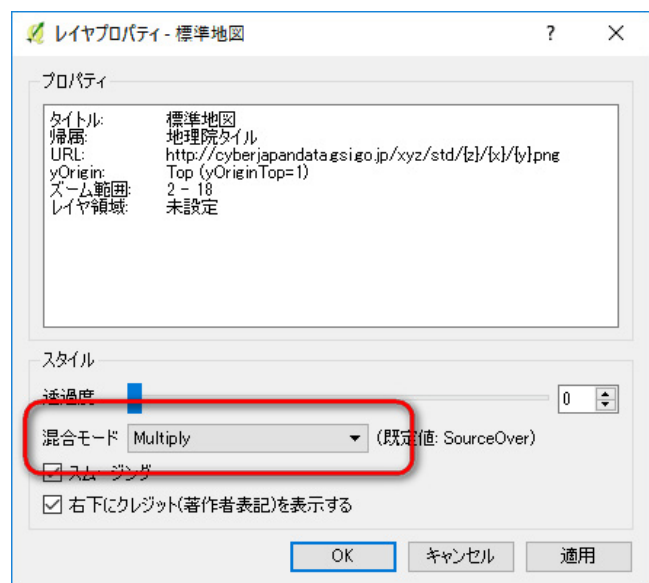 レイヤプロパティ - 標準地図 ? ×
プロパティ
タイトル: 標準地図
帰属: 地理院タイル
URL: http://cyberjapandata.gsi.go.jp/xyz/std/{z}/{x}/{y}.png
yOrigin: Top (yOriginTop=1)
ズーム範囲: 2 - 18
レイヤ領域: 未設定
スタイル
透過度 0
混合モード Multiply (既定値: SourceOver)
スムージング
右下にクレジット(著作者表記)を表示する
OK キャンセル 適用